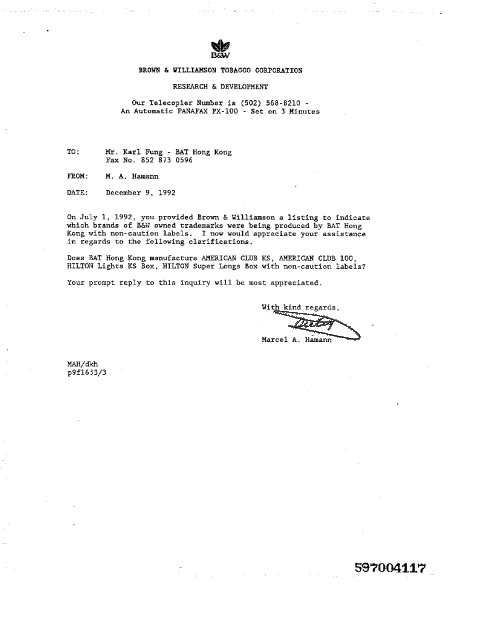 B&W
BROWN & WILLIAMSON TOBACCO CORPORATION
RESEARCH & DEVELOPMENT
Our Telecopier Number is (502) 568-8210 -
An Automatic PANAFAX PX-100 - Set on 3 Minutes
TO: Mr. Karl Fung - BAT Hong Kong
Fax No. 852 873 0596
FROM: M. A. Hamann
DATE: December 9, 1992
On July 1, 1992, you provided Brown & Williamson a listing to indicate
which brands of B&W owned trademarks were being produced by BAT Hong
Kong with non-caution labels. I now would appreciate your assistance
in regards to the following clarifications.
Does BAT Hong Kong manufacture AMERICAN CLUB KS, AMERICAN CLUB 100,
HILTON Lights KS Box, HILTON Super Longs Box with non-caution labels?
Your prompt reply to this inquiry will be most appreciated.
With kind regards,
Marcel A. Hamann
MAH/dkh
p9f1653/3
597004117